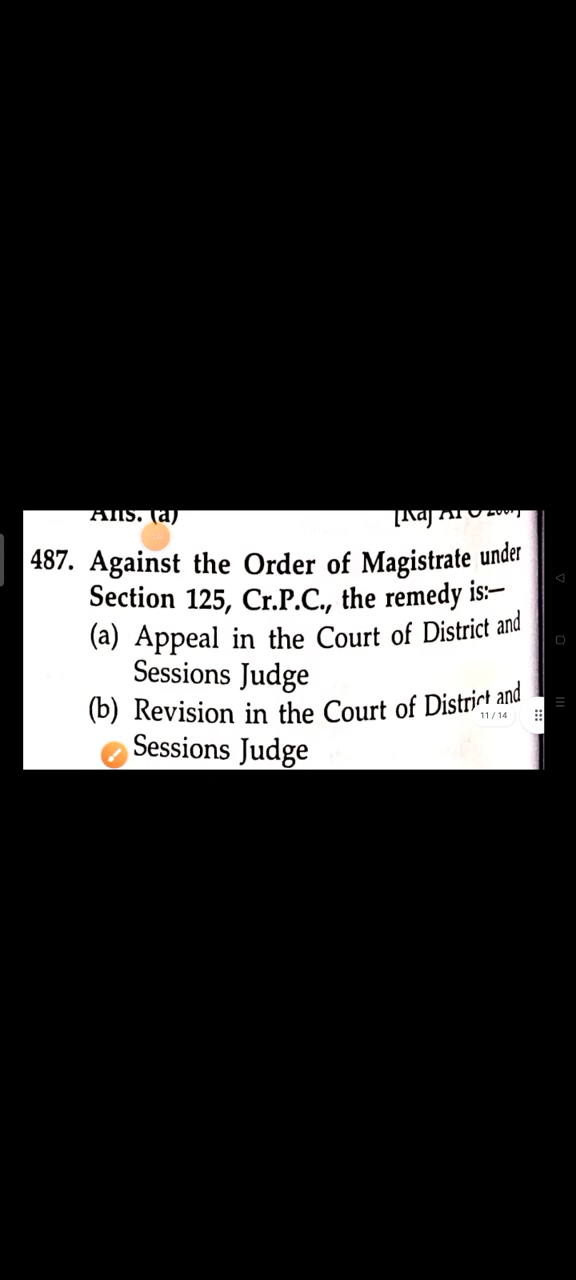 Ans. (a)
487. Against the Order of Magistrate under
Section 125, Cr.P.C., the remedy is:–
(a) Appeal in the Court of District and
Sessions Judge
(b) Revision in the Court of District and
11 / 14
Sessions Judge